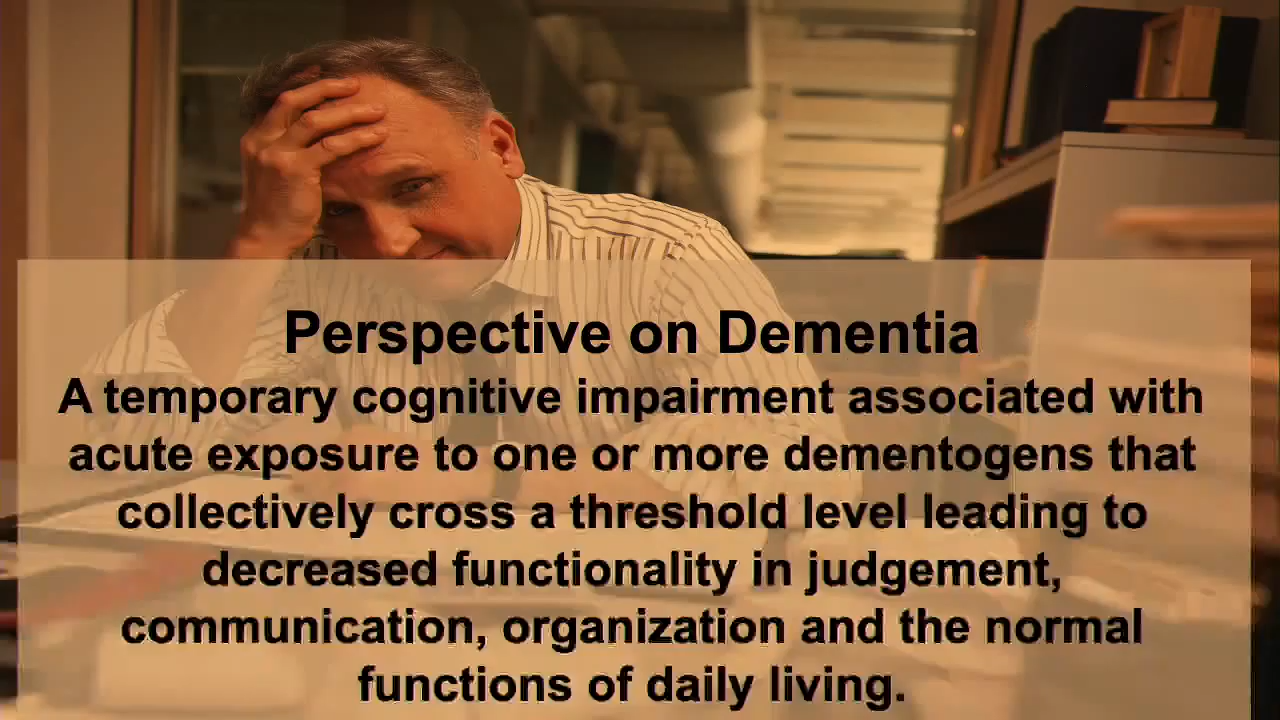 Perspective on Dementia
A temporary cognitive impairment associated with
acute exposure to one or more dementogens that
collectively cross a threshold level leading to
decreased functionality in judgement,
communication, organization and the normal
functions of daily living.